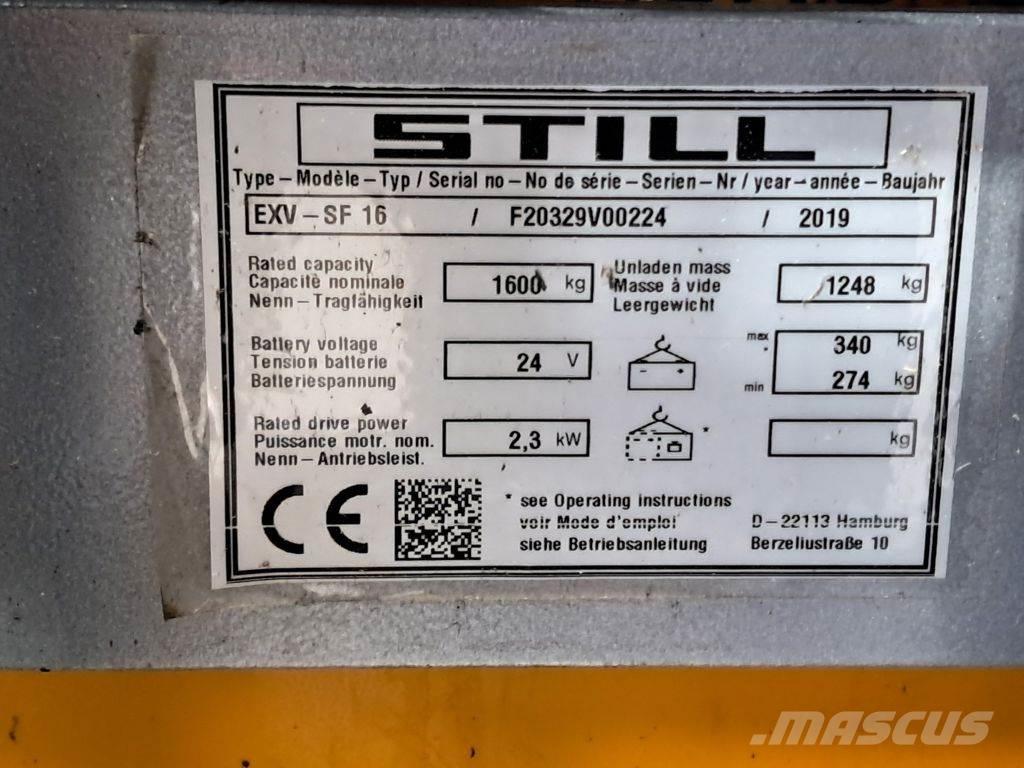 STILL
Type – Modèle – Typ / Serial no – No de série – Serien – Nr / year – année – Baujahr
EXV – SF 16 / F20329V00224 / 2019
Rated capacity
Capacitè nominale
Nenn – Tragfähigkeit
1600 kg
Unladen mass
Masse à vide
Leergewicht
1248 kg
Battery voltage
Tension batterie
Batteriespannung
24 V
- +
max 340 kg
*
min 274 kg
Rated drive power
Puissance motr. nom.
Nenn – Antriebsleist.
2,3 kW
*
kg
CE
* see Operating instructions
voir Mode d'emploi
siehe Betriebsanleitung
D – 22113 Hamburg
Berzeliustraße 10
.MASCUS